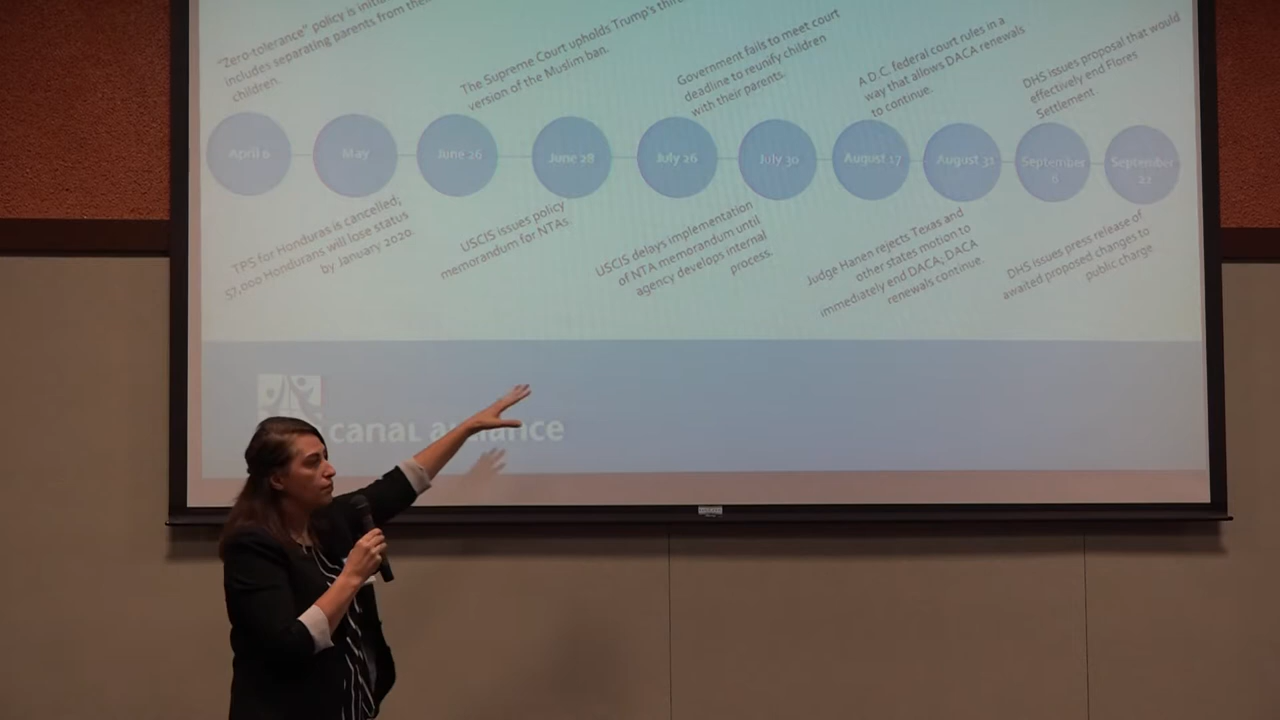 "Zero-tolerance" policy is
includes separating parents from
children.
The Supreme Court upholds Trump's
version of the Muslim ban.
Government fails to meet court
deadline to reunify children
with their parents.
A D.C. federal court rules in a
way that allows DACA renewals
to continue.
DHS issues proposal that would
effectively end Flores
Settlement
April 6
May
June 26
June 28
July 26
July 30
August 17
August 31
September
6
September
TPS for Honduras is cancelled;
57,000 Hondurans will lose status
by January 2020.
USCIS issues policy
memorandum for NTAs.
USCIS delays implementation
of NTA memorandum until
agency develops internal
process.
Judge Hanen rejects Texas and
other states motion to
immediately end DACA; DACA
renewals continue.
DHS issues press release of
awaited proposed changes to
public charge
canal alliance